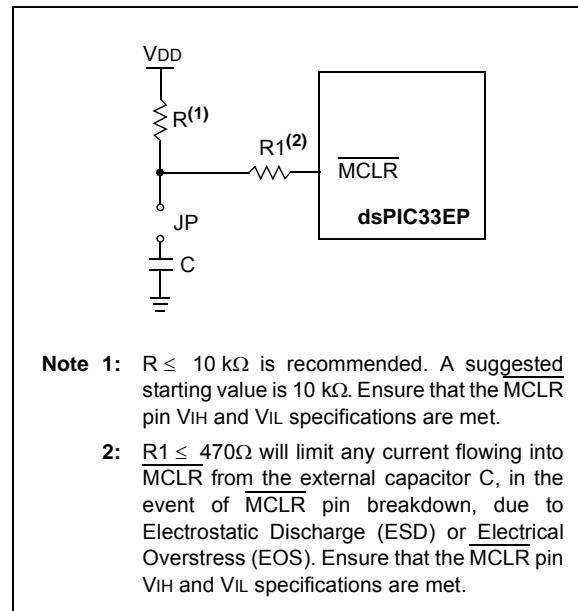 VDD
R(1)
R1(2)
MCLR
dsPIC33EP
JP
C
Note 1: R ≤ 10 kΩ is recommended. A suggested
starting value is 10 kΩ. Ensure that the MCLR
pin VIH and VIL specifications are met.
2: R1 ≤ 470Ω will limit any current flowing into
MCLR from the external capacitor C, in the
event of MCLR pin breakdown, due to
Electrostatic Discharge (ESD) or Electrical
Overstress (EOS). Ensure that the MCLR pin
VIH and VIL specifications are met.